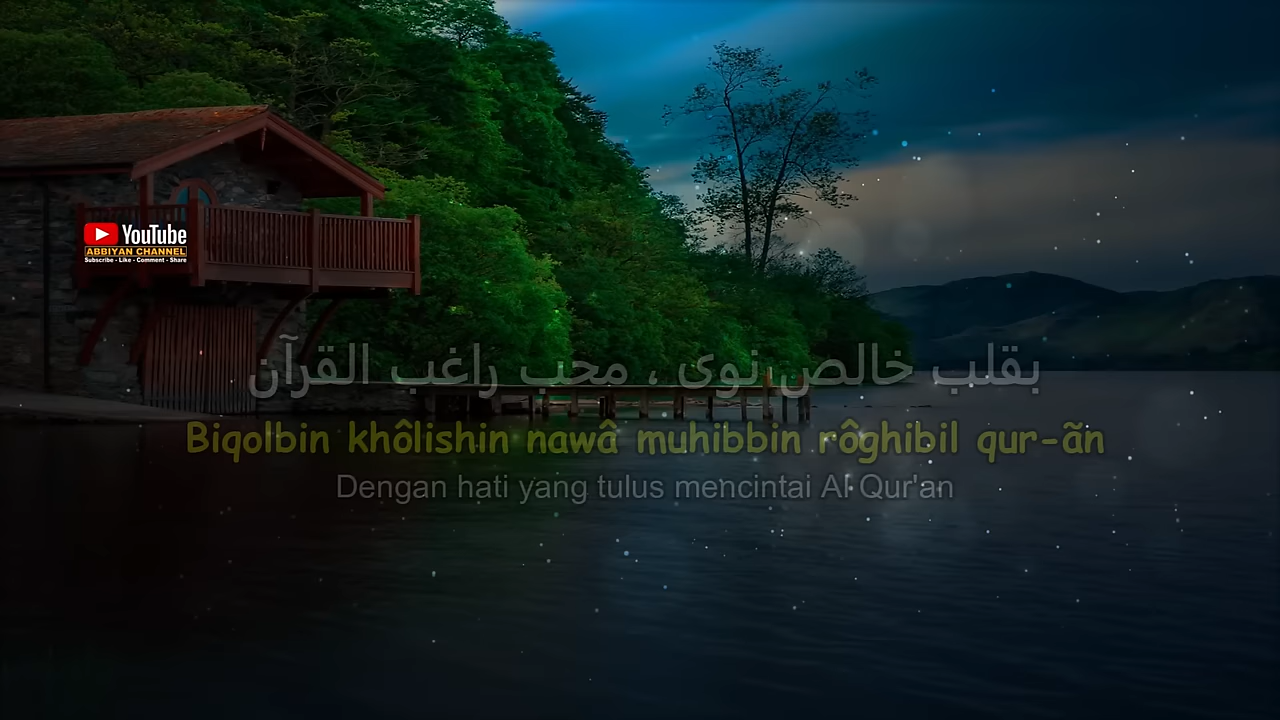 YouTube
ABBIYAN CHANNEL
Subscribe - Like - Comment - Share
بقلب خالص نوى ، محب راغب القرآن
Biqolbin khôlishin nawâ muhibbin rôghibil qur-ãn
Dengan hati yang tulus mencintai Al Qur'an